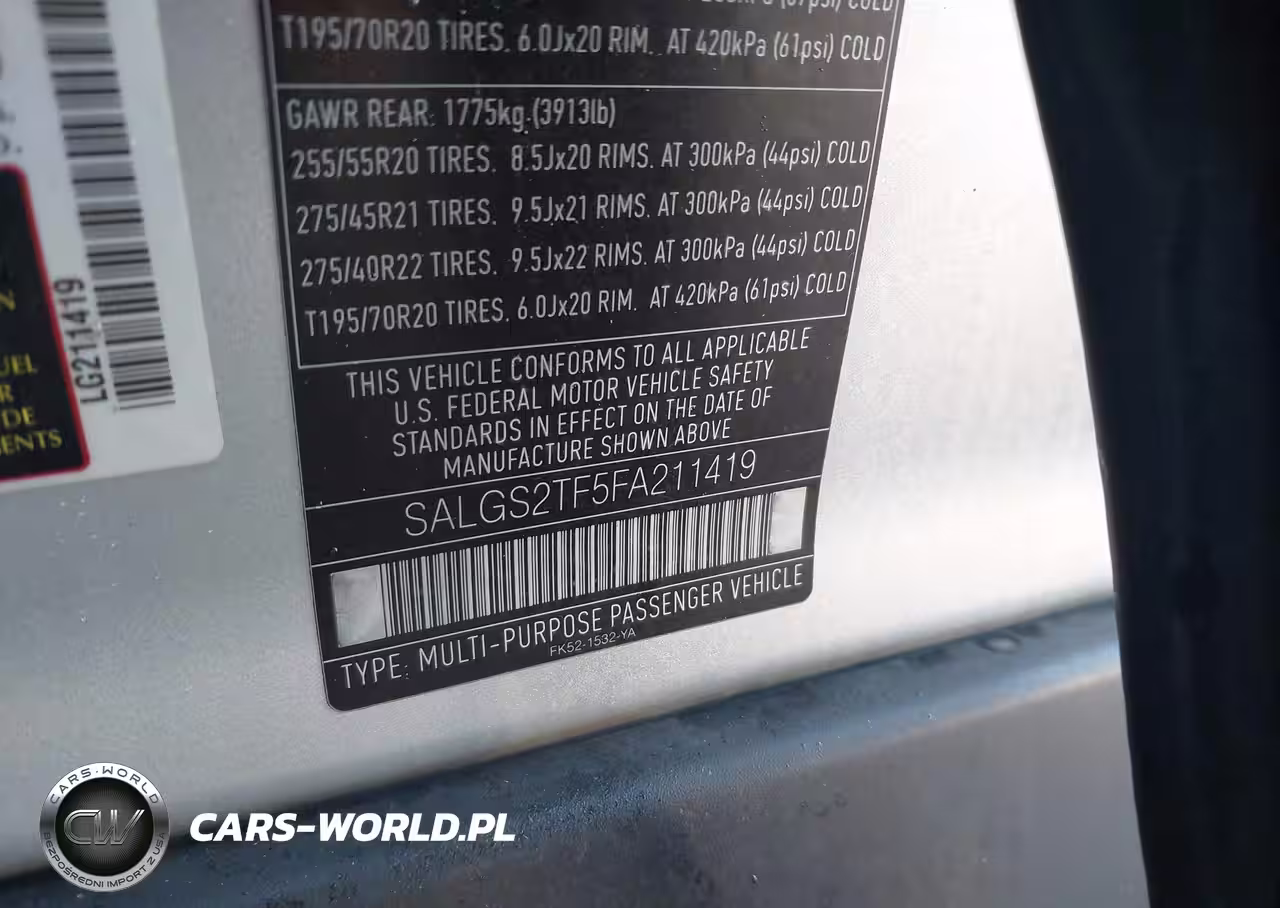 COLD
T195/70R20 TIRES. 6.0Jx20 RIM. AT 420kPa (61psi) COLD
GAWR REAR: 1775kg (3913lb)
255/55R20 TIRES. 8.5Jx20 RIMS. AT 300kPa (44psi) COLD
275/45R21 TIRES. 9.5Jx21 RIMS. AT 300kPa (44psi) COLD
275/40R22 TIRES. 9.5Jx22 RIMS. AT 300kPa (44psi) COLD
T195/70R20 TIRES. 6.0Jx20 RIM. AT 420kPa (61psi) COLD
THIS VEHICLE CONFORMS TO ALL APPLICABLE
U.S. FEDERAL MOTOR VEHICLE SAFETY
STANDARDS IN EFFECT ON THE DATE OF
MANUFACTURE SHOWN ABOVE
SALGS2TF5FA211419
TYPE: MULTI-PURPOSE PASSENGER VEHICLE
FK52-1532-YA
LG211419
CARS-WORLD
CW
BEZPOŚREDNI IMPORT Z USA
CARS-WORLD.PL